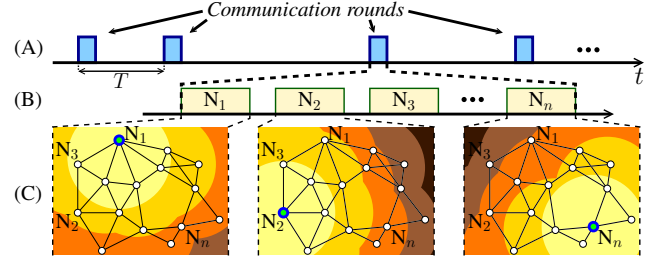 Communication rounds
(A)
T
t
(B) N₁ N₂ N₃ ••• Nₙ
(C)
N₁ N₃ N₂ Nₙ
N₁ N₃ N₂ Nₙ
N₁ N₃ N₂ Nₙ